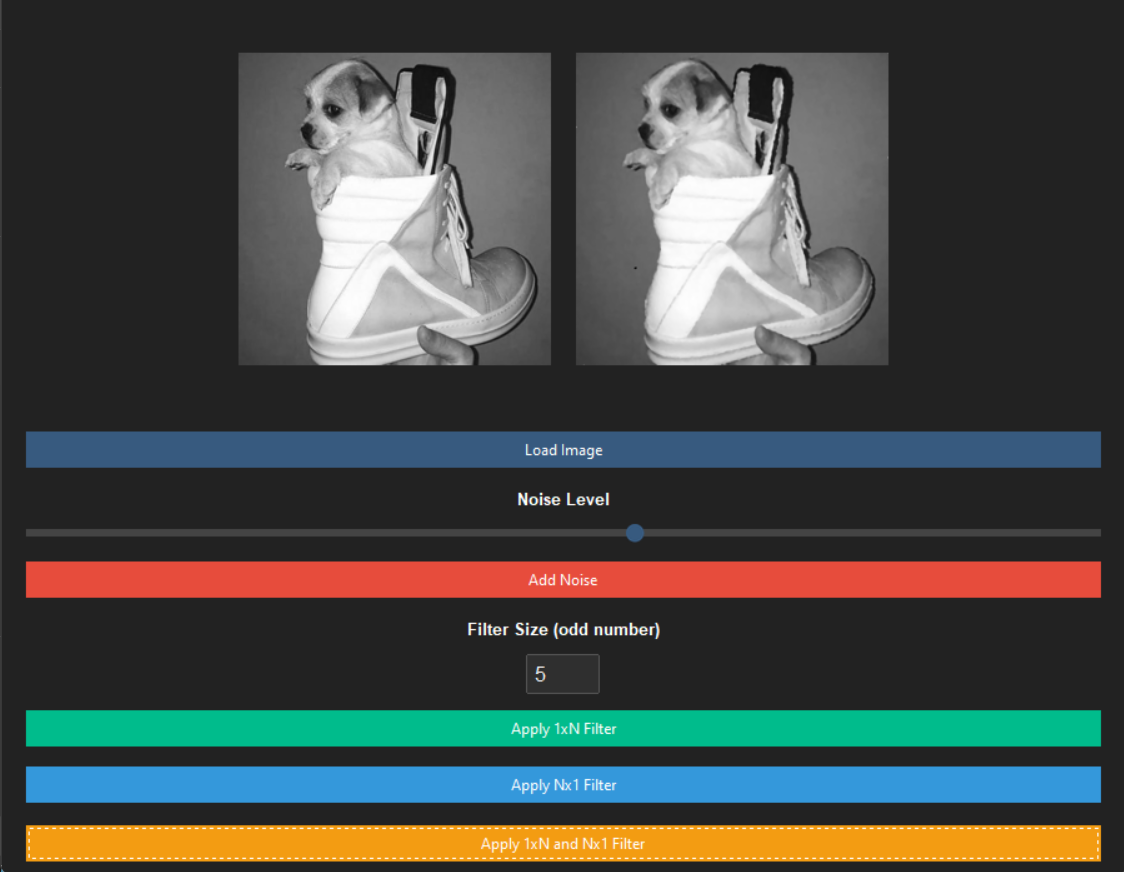 Load Image
Noise Level
Add Noise
Filter Size (odd number)
5
Apply 1xN Filter
Apply Nx1 Filter
Apply 1xN and Nx1 Filter